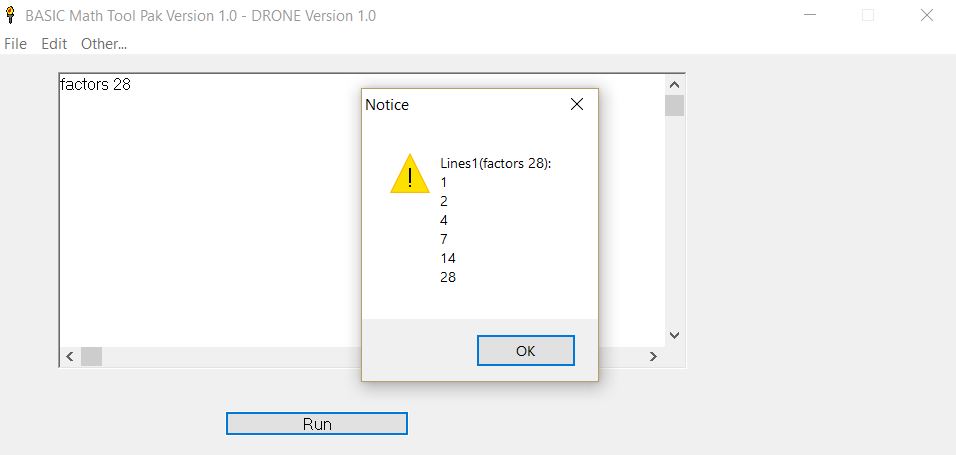 BASIC Math Tool Pak Version 1.0 - DRONE Version 1.0
File Edit Other...
factors 28
Notice
Lines1(factors 28):
1
2
4
7
14
28
OK
Run